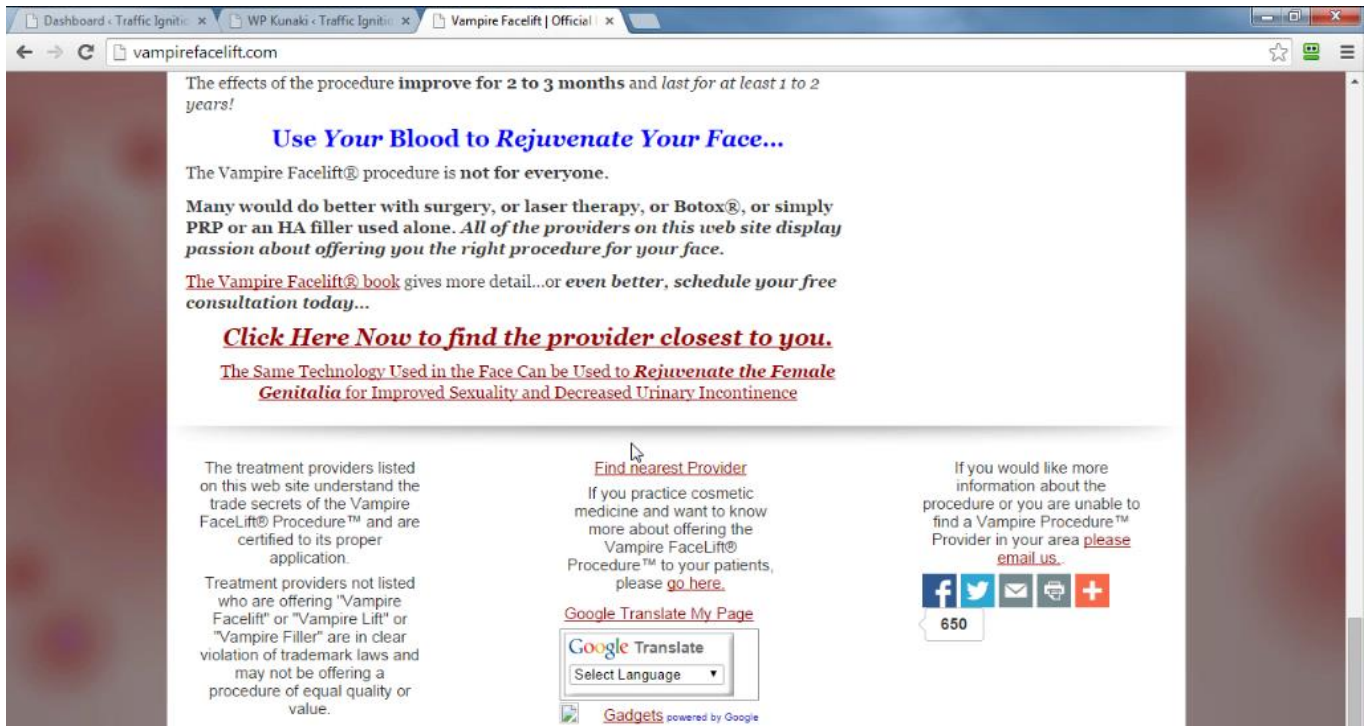 Dashboard ‹ Traffic Ignitio
WP Kunaki ‹ Traffic Ignitio
Vampire Facelift | Official
vampirefacelift.com
The effects of the procedure improve for 2 to 3 months and last for at least 1 to 2
years!
Use Your Blood to Rejuvenate Your Face...
The Vampire Facelift® procedure is not for everyone.
Many would do better with surgery, or laser therapy, or Botox®, or simply
PRP or an HA filler used alone. All of the providers on this web site display
passion about offering you the right procedure for your face.
The Vampire Facelift® book gives more detail...or even better, schedule your free
consultation today...
Click Here Now to find the provider closest to you.
The Same Technology Used in the Face Can be Used to Rejuvenate the Female
Genitalia for Improved Sexuality and Decreased Urinary Incontinence
The treatment providers listed
on this web site understand the
trade secrets of the Vampire
FaceLift® Procedure™ and are
certified to its proper
application.
Treatment providers not listed
who are offering "Vampire
Facelift" or "Vampire Lift" or
"Vampire Filler" are in clear
violation of trademark laws and
may not be offering a
procedure of equal quality or
value.
Find nearest Provider
If you practice cosmetic
medicine and want to know
more about offering the
Vampire FaceLift®
Procedure™ to your patients,
please go here.
Google Translate My Page
Google Translate
Select Language
Gadgets powered by Google
If you would like more
information about the
procedure or you are unable to
find a Vampire Procedure™
Provider in your area please
email us..
650